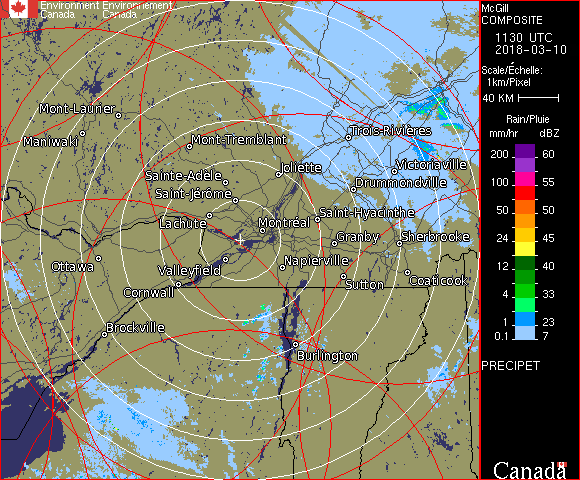 Environment Environnement
Canada Canada
McGill
COMPOSITE
1130 UTC
2018-03-10
Scale/Échelle:
1km/Pixel
40 KM
Rain/Pluie
mm/hr dBZ
200 60
100 55
50 50
24 45
12 40
4 33
1 23
0.1 7
PRECIPET
Canada
Mont-Laurier
Maniwaki
Mont-Tremblant
Trois-Rivières
Joliette
Victoriaville
Sainte-Adèle
Drummondville
Saint-Jérôme
Saint-Hyacinthe
Lachute
Montréal
Granby
Sherbrooke
Ottawa
Valleyfield
Napierville
Sutton
Coaticook
Cornwall
Brockville
Burlington